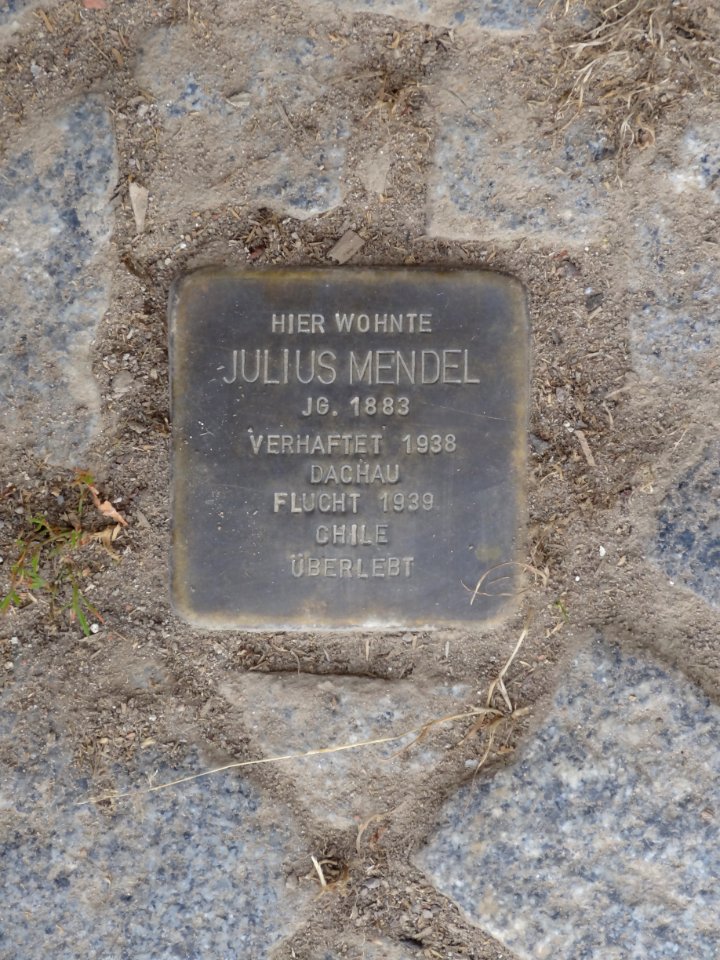 HIER WOHNTE
JULIUS MENDEL
JG. 1883
VERHAFTET 1938
DACHAU
FLUCHT 1939
CHILE
ÜBERLEBT